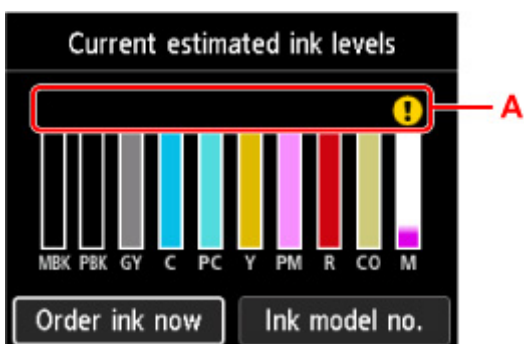 Current estimated ink levels
! A
MBK PBK GY C PC Y PM R CO M
Order ink now Ink model no.